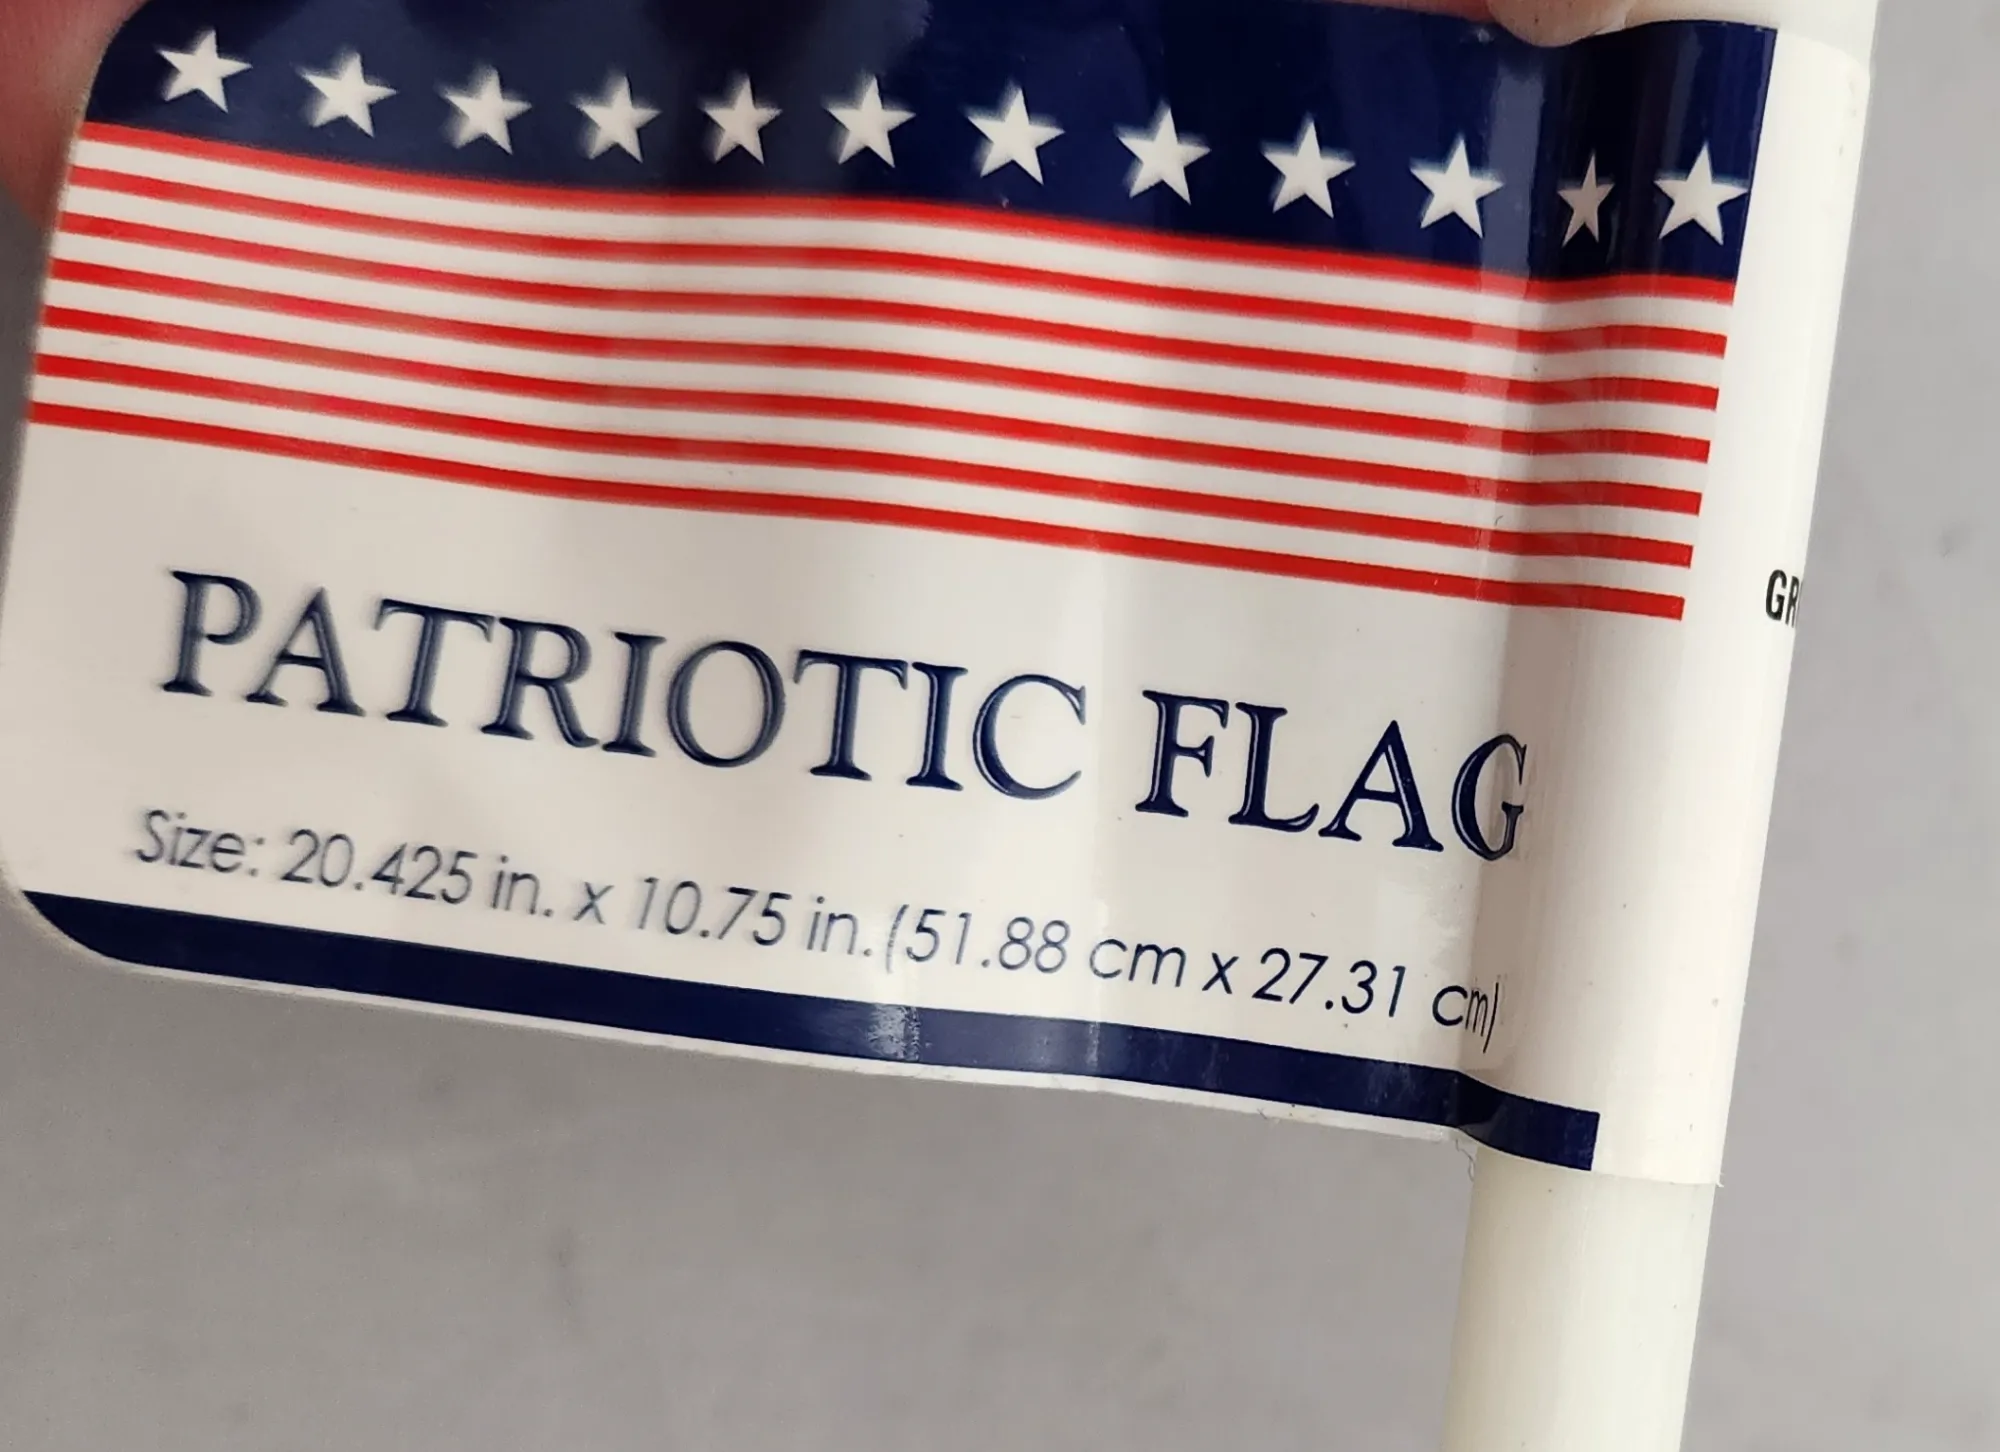 PATRIOTIC FLAG
Size: 20.425 in. x 10.75 in.(51.88 cm x 27.31 cm)